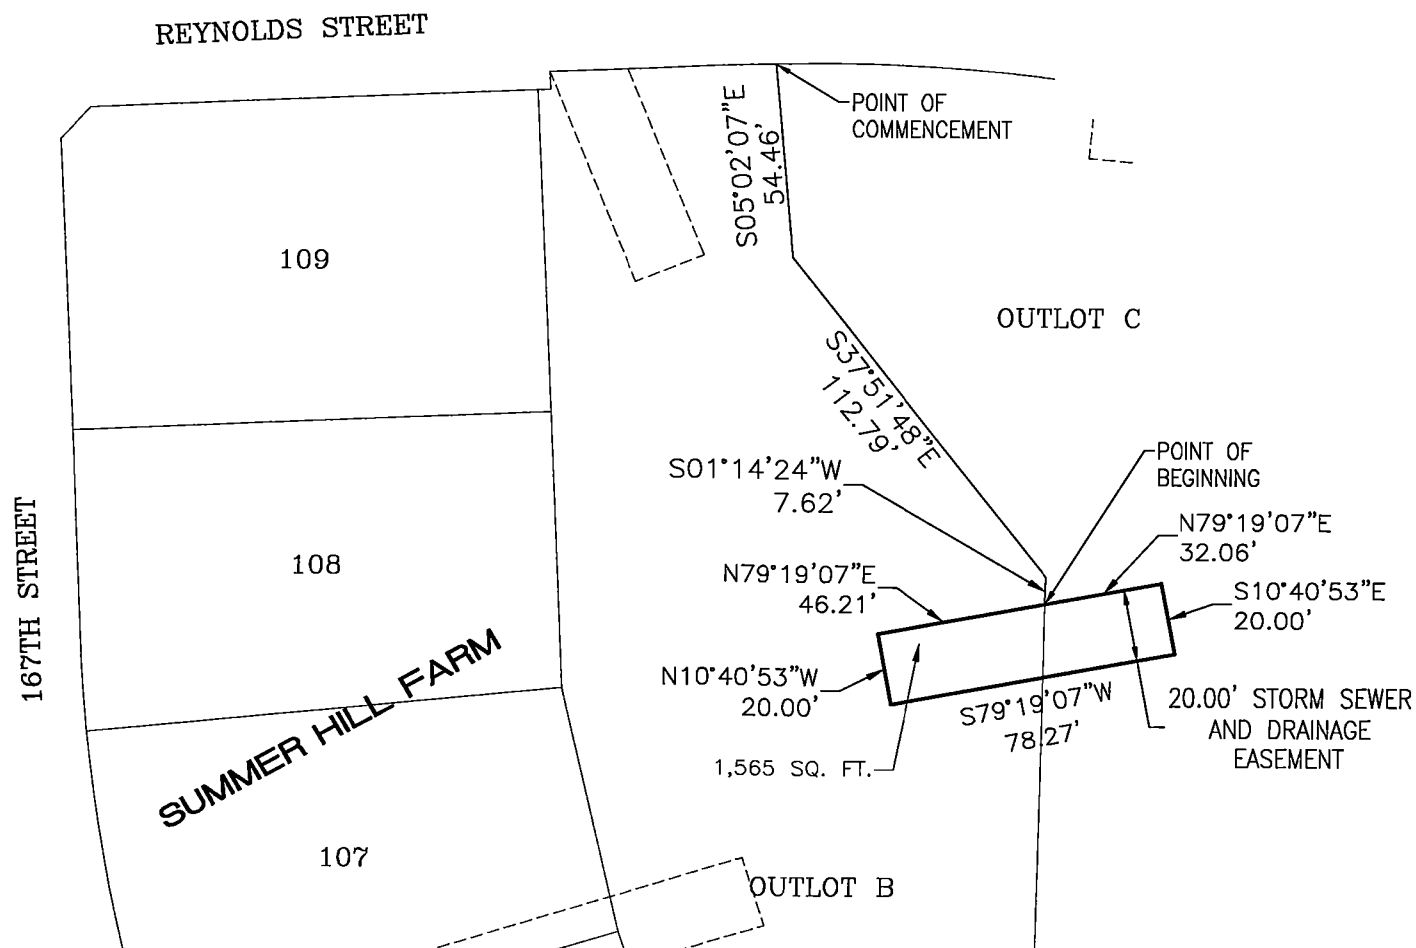 REYNOLDS STREET
POINT OF
COMMENCEMENT
S05°02'07"E
54.46'
109
OUTLOT C
S37°51'48"E
112.79'
S01°14'24"W
7.62'
POINT OF
BEGINNING
N79°19'07"E
32.06'
167TH STREET
108
N79°19'07"E
46.21'
S10°40'53"E
20.00'
SUMMER HILL FARM
N10°40'53"W
20.00'
S79°19'07"W
78.27'
20.00' STORM SEWER
AND DRAINAGE
EASEMENT
1,565 SQ. FT.
107
OUTLOT B